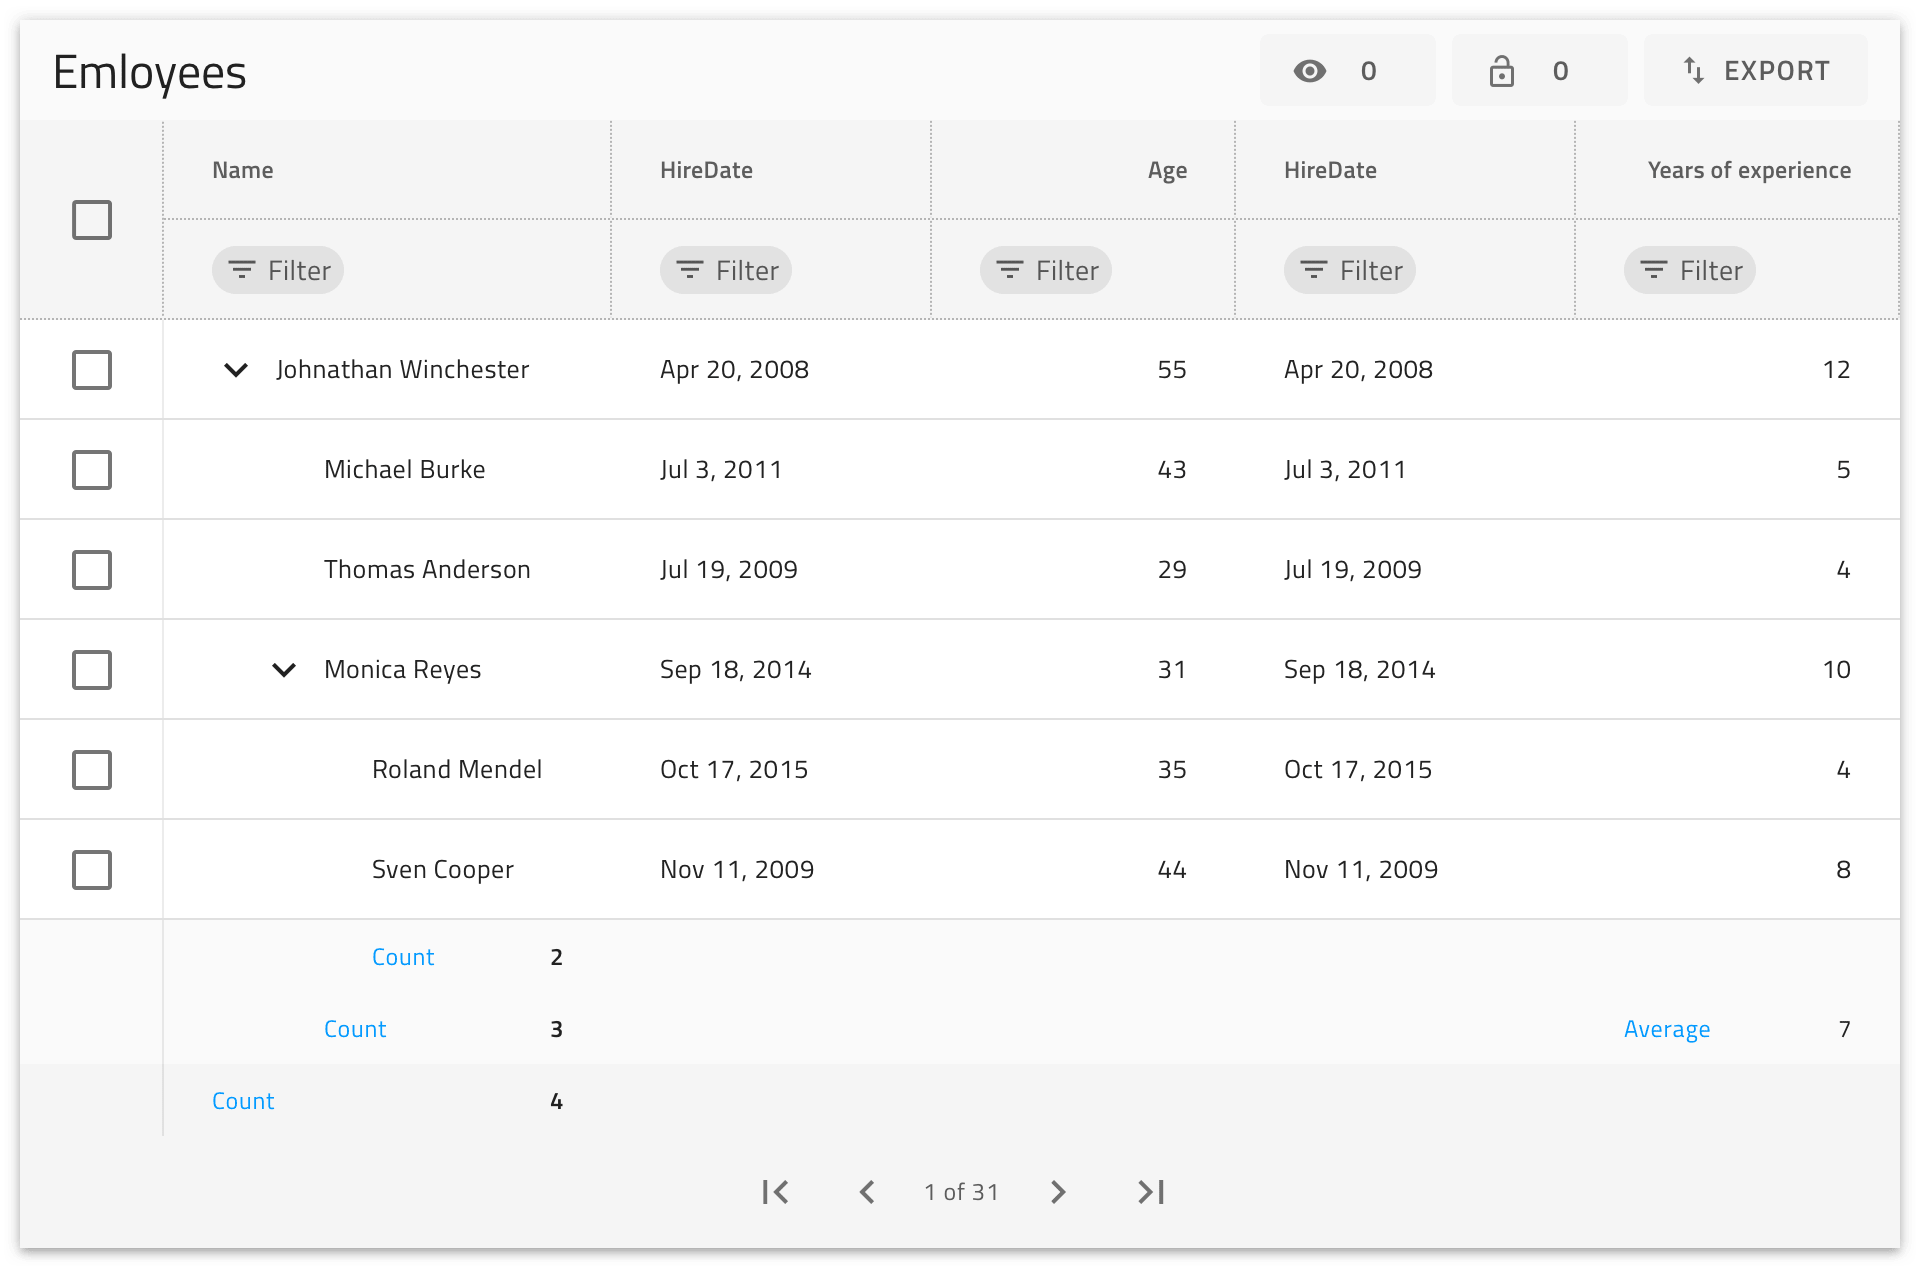 Emloyees 0 0 EXPORT
Name HireDate Age HireDate Years of experience
Filter Filter Filter Filter Filter
Johnathan Winchester Apr 20, 2008 55 Apr 20, 2008 12
Michael Burke Jul 3, 2011 43 Jul 3, 2011 5
Thomas Anderson Jul 19, 2009 29 Jul 19, 2009 4
Monica Reyes Sep 18, 2014 31 Sep 18, 2014 10
Roland Mendel Oct 17, 2015 35 Oct 17, 2015 4
Sven Cooper Nov 11, 2009 44 Nov 11, 2009 8
Count 2
Count 3 Average 7
Count 4
1 of 31